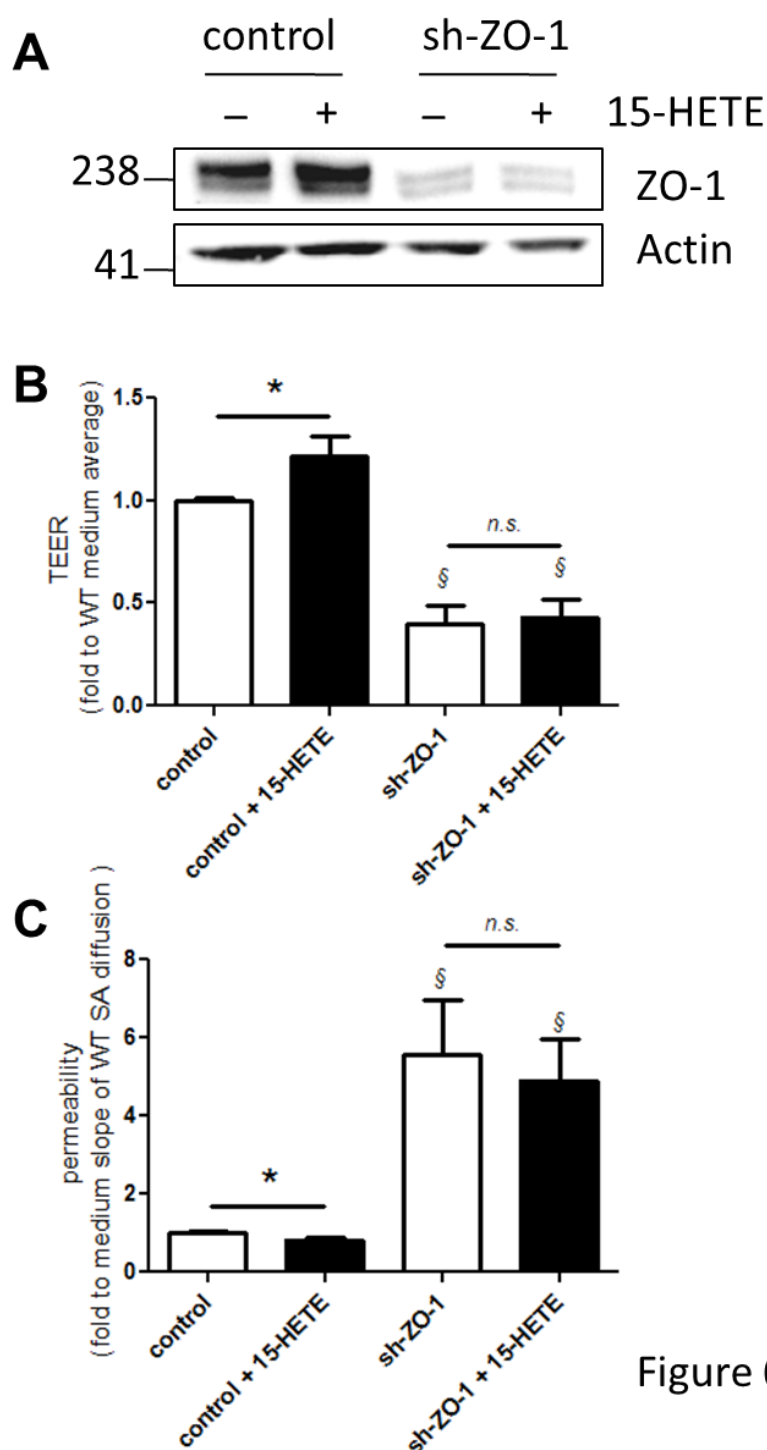 A
control sh-ZO-1
– + – + 15-HETE
238 ZO-1
41 Actin
B
TEER
(fold to WT medium average)
1.5
1.0
0.5
0.0
*
n.s.
§ §
control
control + 15-HETE
sh-ZO-1
sh-ZO-1 + 15-HETE
C
permeability
(fold to medium slope of WT SA diffusion )
8
6
4
2
0
*
n.s.
§ §
control
control + 15-HETE
sh-ZO-1
sh-ZO-1 + 15-HETE
Figure